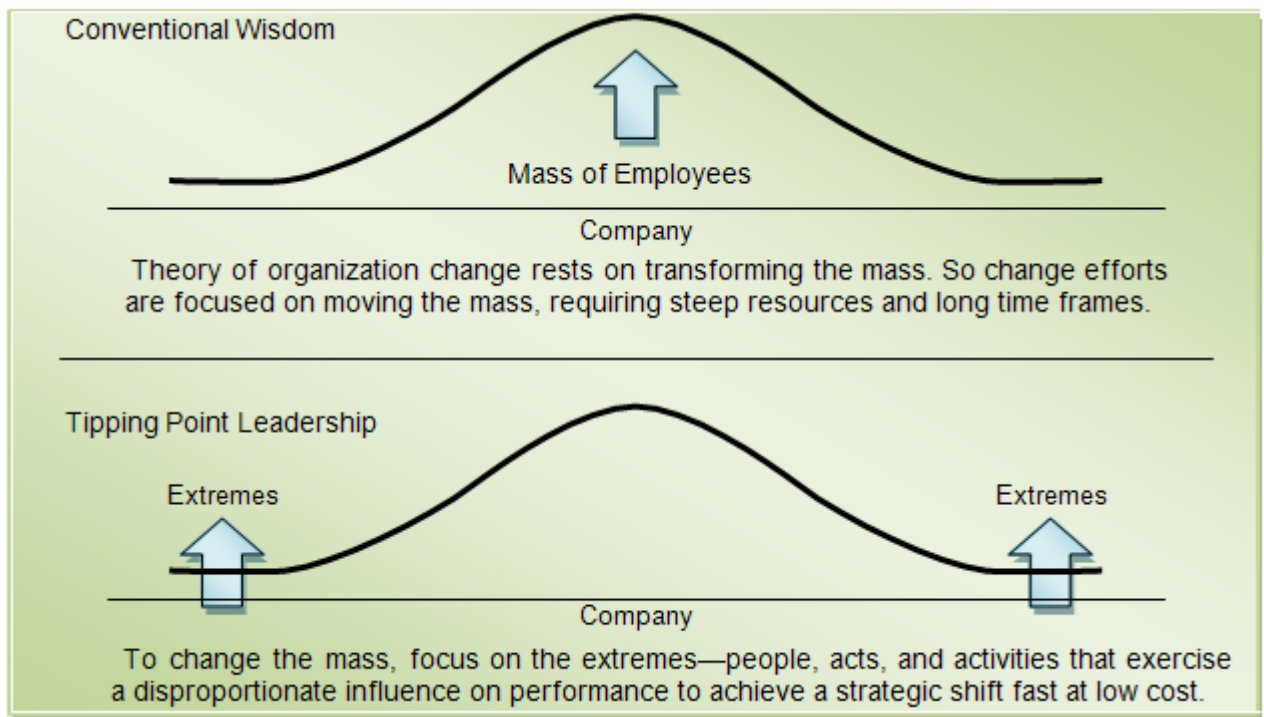 Conventional Wisdom
Mass of Employees
Company
Theory of organization change rests on transforming the mass. So change efforts
are focused on moving the mass, requiring steep resources and long time frames.
Tipping Point Leadership
Extremes
Extremes
Company
To change the mass, focus on the extremes—people, acts, and activities that exercise
a disproportionate influence on performance to achieve a strategic shift fast at low cost.